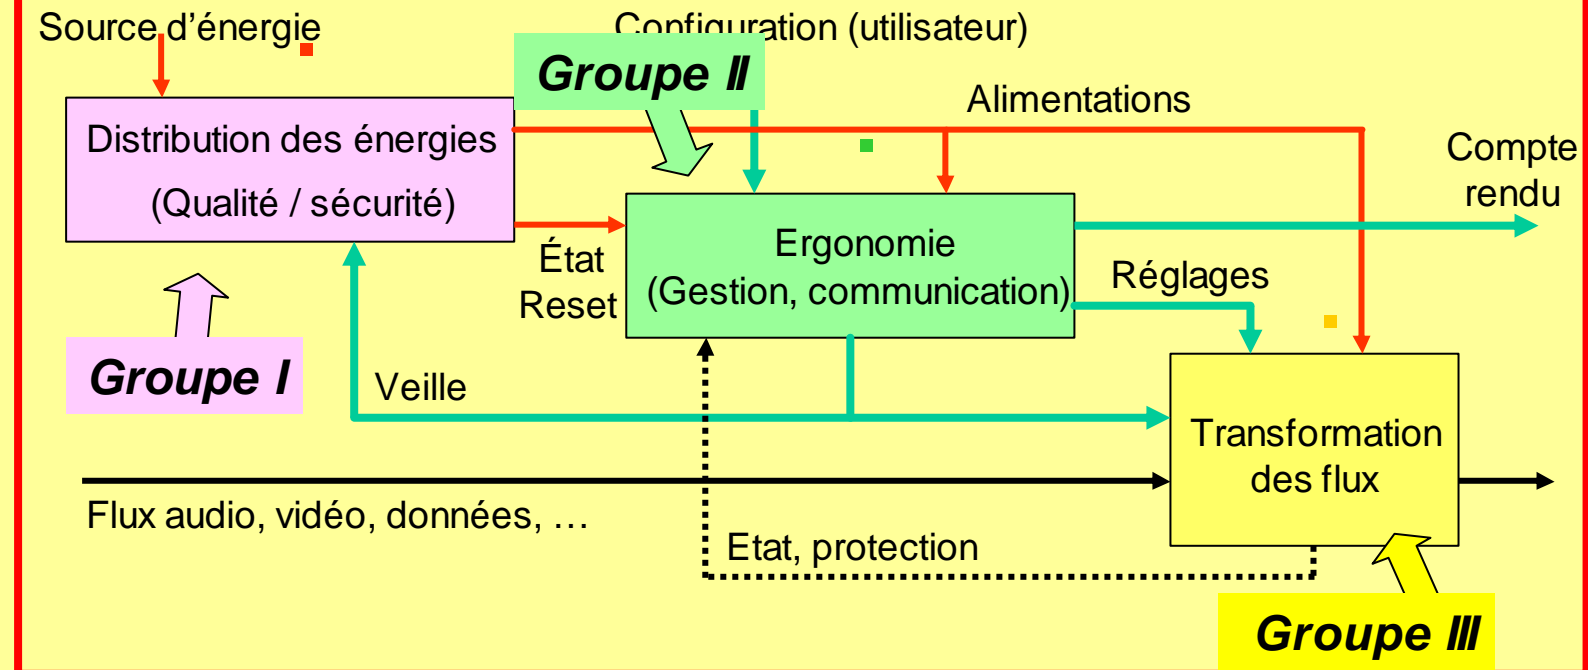 Source d’énergie
Configuration (utilisateur)
Groupe II
Alimentations
Distribution des énergies
(Qualité / sécurité)
Compte
rendu
État
Reset
Ergonomie
(Gestion, communication)
Réglages
Groupe I
Veille
Transformation
des flux
Flux audio, vidéo, données, …
Etat, protection
Groupe III